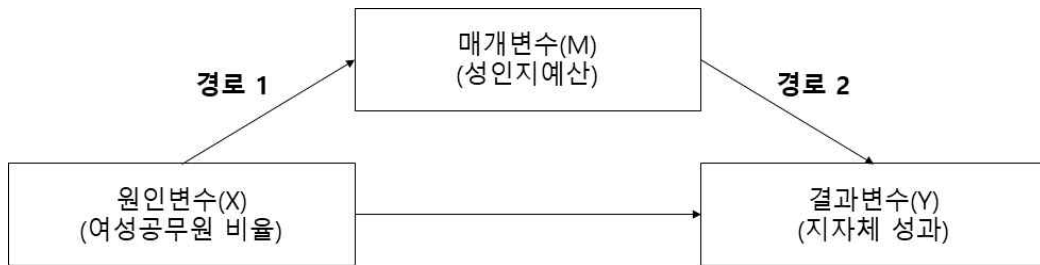 매개변수(M)
(성인지예산)
경로 1
경로 2
원인변수(X)
(여성공무원 비율)
결과변수(Y)
(지자체 성과)